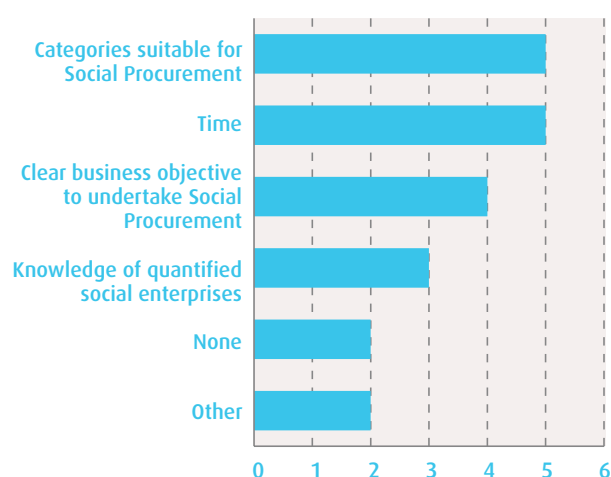 Categories suitable for
Social Procurement
Time
Clear business objective
to undertake Social
Procurement
Knowledge of quantified
social enterprises
None
Other
0 1 2 3 4 5 6